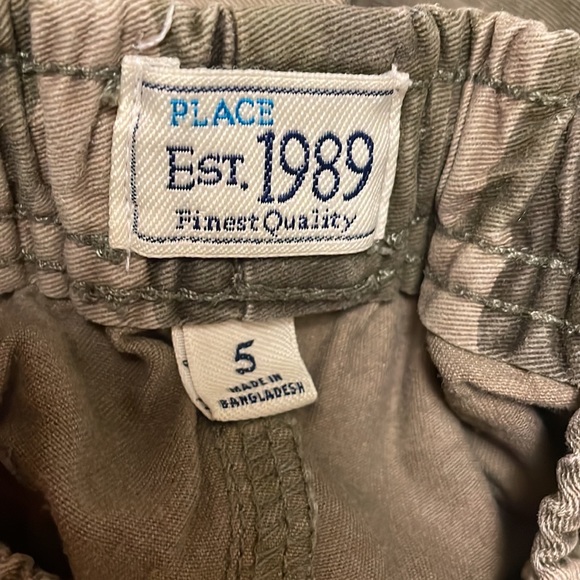 PLACE
EST. 1989
Finest Quality
5
MADE IN
BANGLADESH